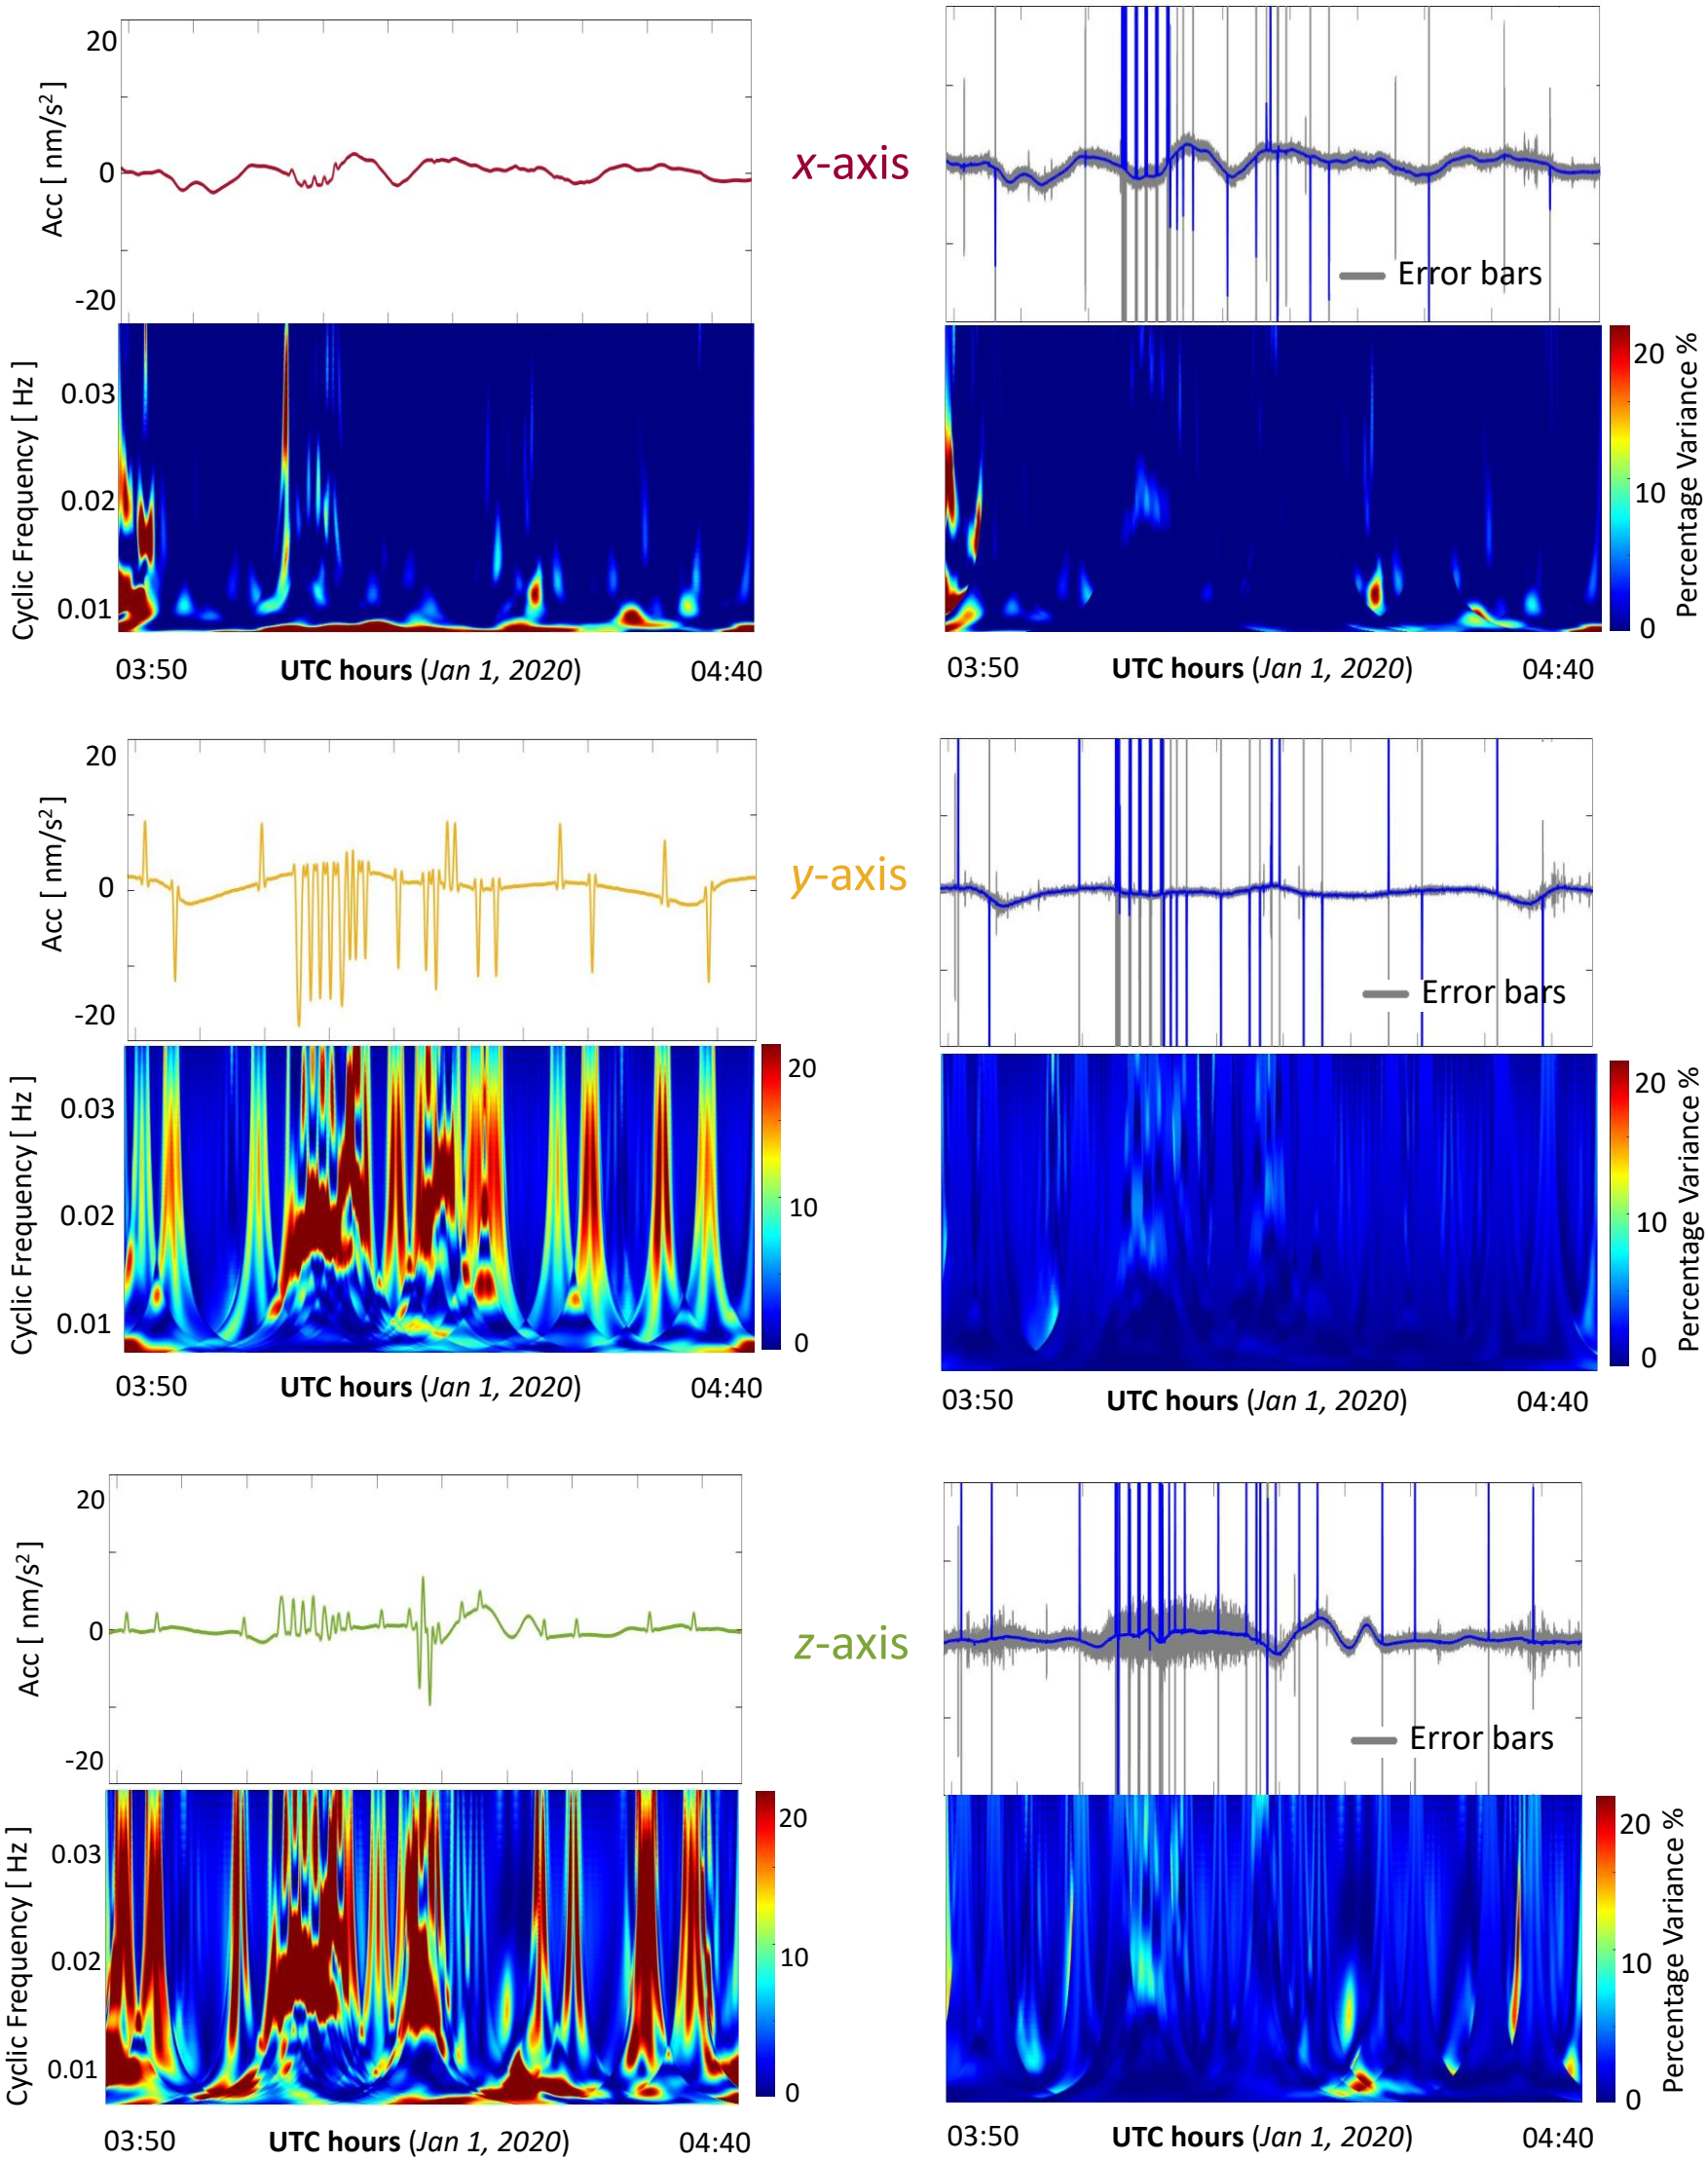 20
0
-20
Acc [ nm/s² ]
x-axis
Error bars
0.03
0.02
0.01
Cyclic Frequency [ Hz ]
20
10
0
Percentage Variance %
03:50 UTC hours (Jan 1, 2020) 04:40
03:50 UTC hours (Jan 1, 2020) 04:40
20
0
-20
Acc [ nm/s² ]
y-axis
Error bars
0.03
0.02
0.01
Cyclic Frequency [ Hz ]
20
10
0
20
10
0
Percentage Variance %
03:50 UTC hours (Jan 1, 2020) 04:40
03:50 UTC hours (Jan 1, 2020) 04:40
20
0
-20
Acc [ nm/s² ]
z-axis
Error bars
0.03
0.02
0.01
Cyclic Frequency [ Hz ]
20
10
0
20
10
0
Percentage Variance %
03:50 UTC hours (Jan 1, 2020) 04:40
03:50 UTC hours (Jan 1, 2020) 04:40